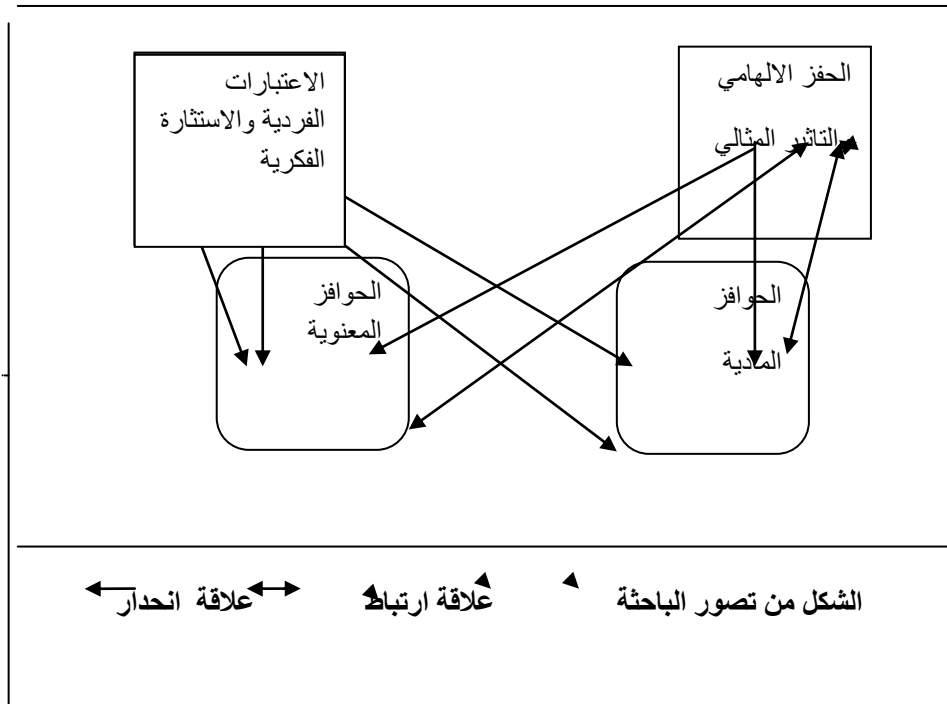 الحفز الالهامي
والتاثير المثالي
الاعتبارات
الفردية والاستثارة
الفكرية
الحوافز
المادية
الحوافز
المعنوية
الشكل من تصور الباحثة علاقة ارتباط علاقة انحدار